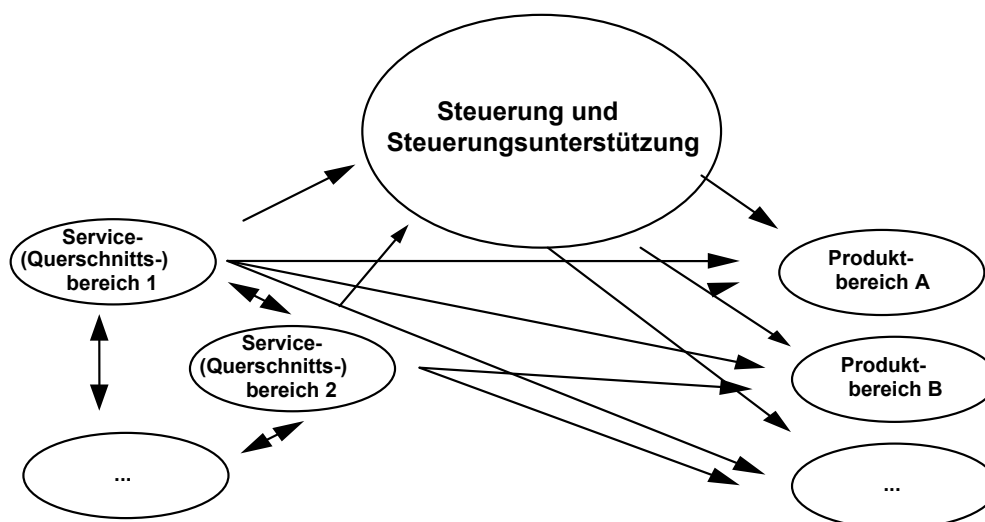 Steuerung und
Steuerungsunterstützung
Service-
(Querschnitts-)
bereich 1
Produkt-
bereich A
Service-
(Querschnitts-)
bereich 2
Produkt-
bereich B
...
...